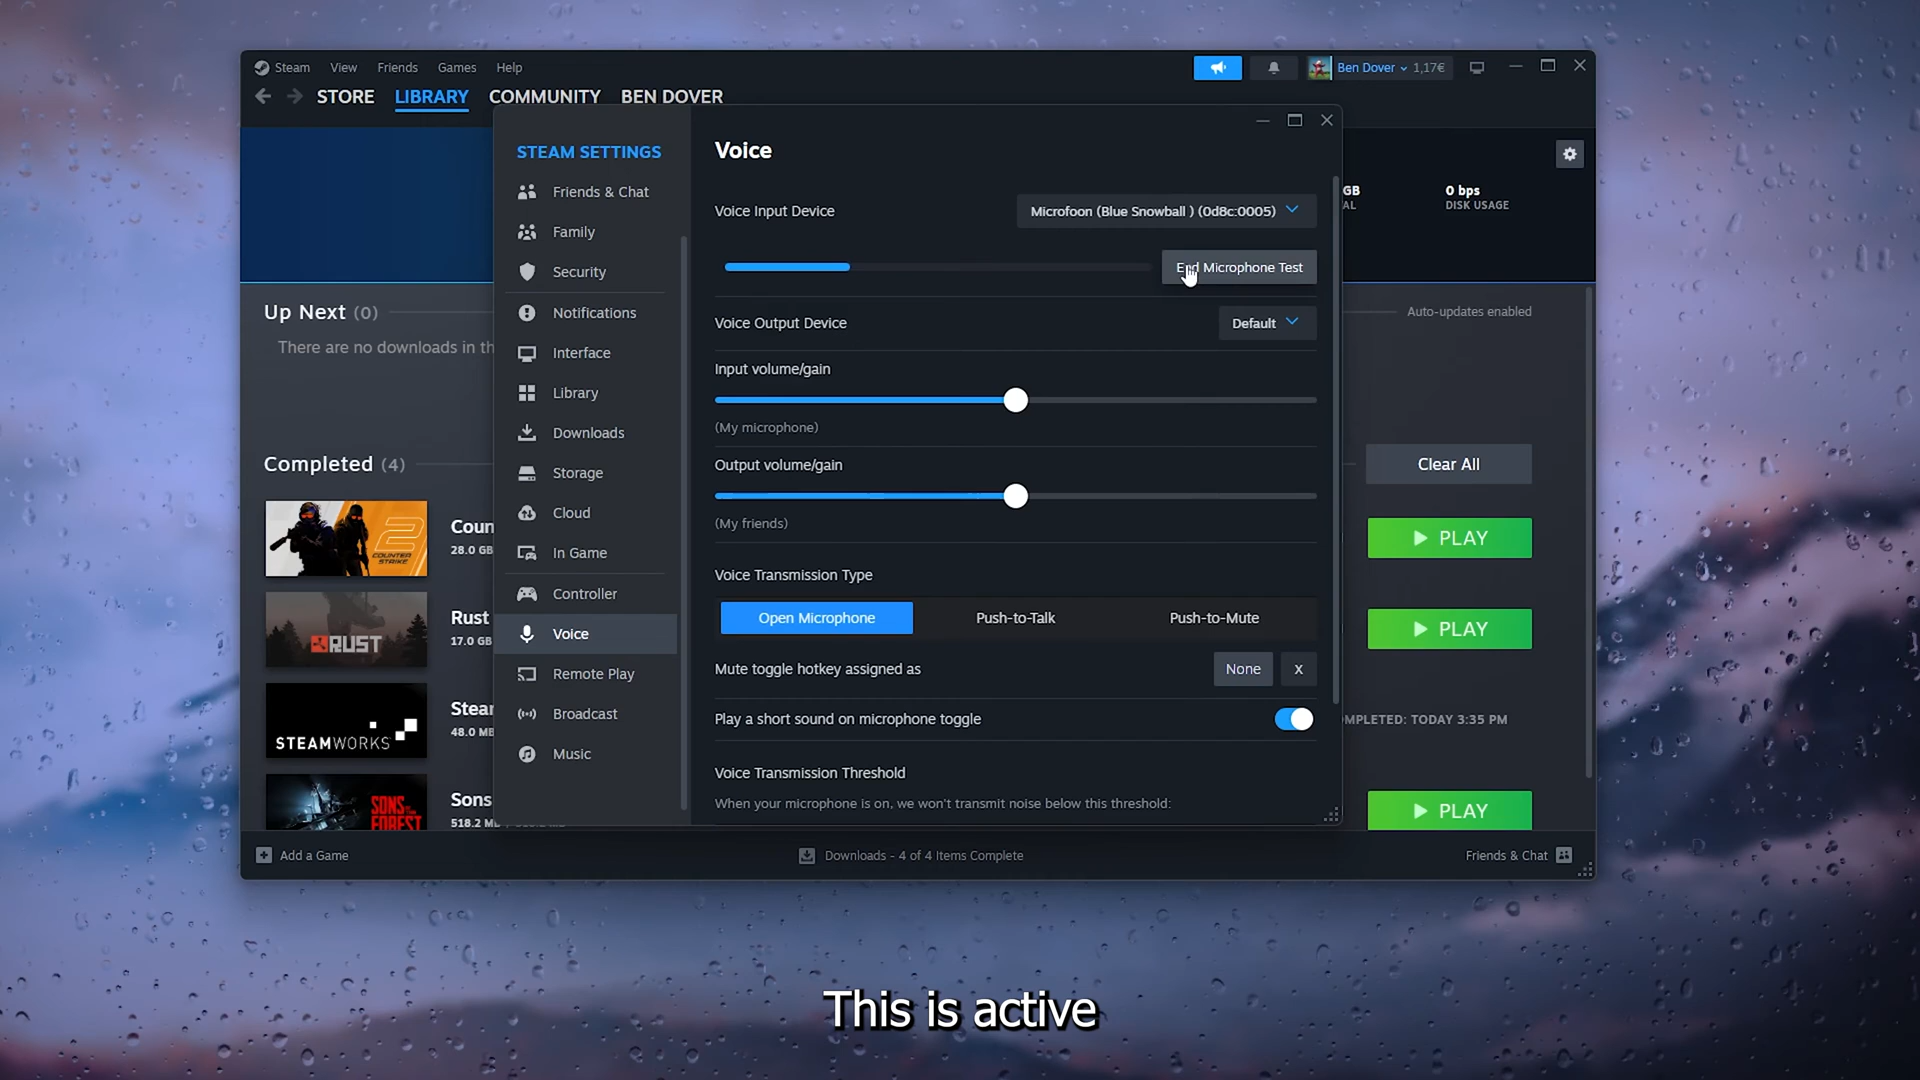 Steam View Friends Games Help
Ben Dover 1,17€
STORE LIBRARY COMMUNITY BEN DOVER
STEAM SETTINGS
Friends & Chat
Family
Security
Notifications
Interface
Library
Downloads
Storage
Cloud
In Game
Controller
Voice
Remote Play
Broadcast
Music
Voice
Voice Input Device
Microfoon (Blue Snowball ) (0d8c:0005)
End Microphone Test
Voice Output Device
Default
Input volume/gain
(My microphone)
Output volume/gain
(My friends)
Voice Transmission Type
Open Microphone Push-to-Talk Push-to-Mute
Mute toggle hotkey assigned as
None X
Play a short sound on microphone toggle
Voice Transmission Threshold
When your microphone is on, we won't transmit noise below this threshold:
GB
AL
0 bps
DISK USAGE
Up Next (0)
Auto-updates enabled
There are no downloads in th
Completed (4)
Clear All
COUNTER
STRIKE
2
Coun
28.0 GB
PLAY
RUST
Rust
17.0 GB
PLAY
STEAMWORKS
Stear
48.0 MB
MPLETED: TODAY 3:35 PM
SONS
FOREST
Sons
PLAY
Add a Game
Downloads - 4 of 4 Items Complete
Friends & Chat
This is active